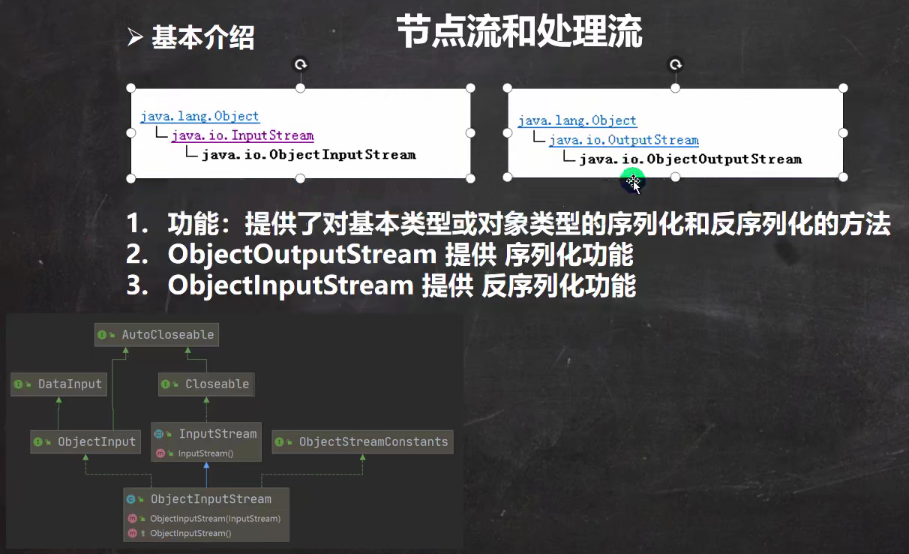 节点流和处理流
➢ 基本介绍
java.lang.Object
java.io.InputStream
java.io.ObjectInputStream
java.lang.Object
java.io.OutputStream
java.io.ObjectOutputStream
1. 功能：提供了对基本类型或对象类型的序列化和反序列化的方法
2. ObjectOutputStream 提供 序列化功能
3. ObjectInputStream 提供 反序列化功能
AutoCloseable
DataInput
Closeable
ObjectInput
InputStream
InputStream()
ObjectStreamConstants
ObjectInputStream
ObjectInputStream(InputStream)
ObjectInputStream()